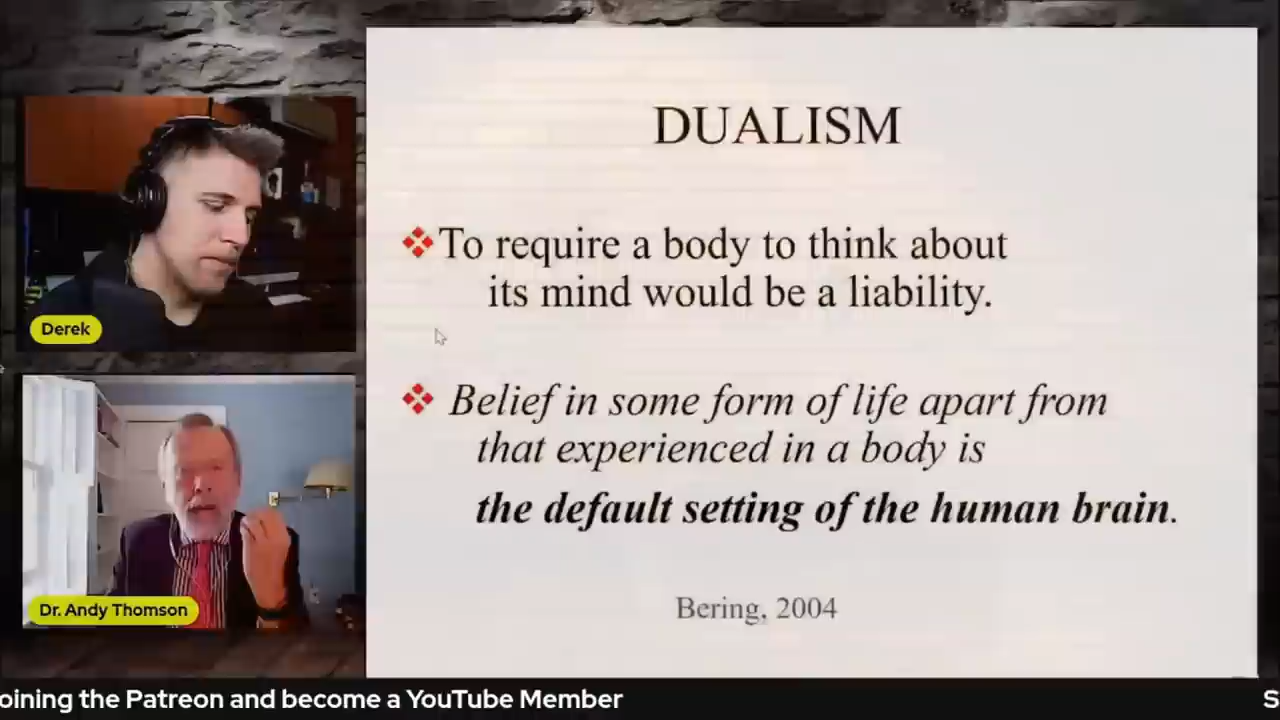 DUALISM
To require a body to think about
its mind would be a liability.
Belief in some form of life apart from
that experienced in a body is
the default setting of the human brain.
Bering, 2004
Derek
Dr. Andy Thomson
oining the Patreon and become a YouTube Member
S